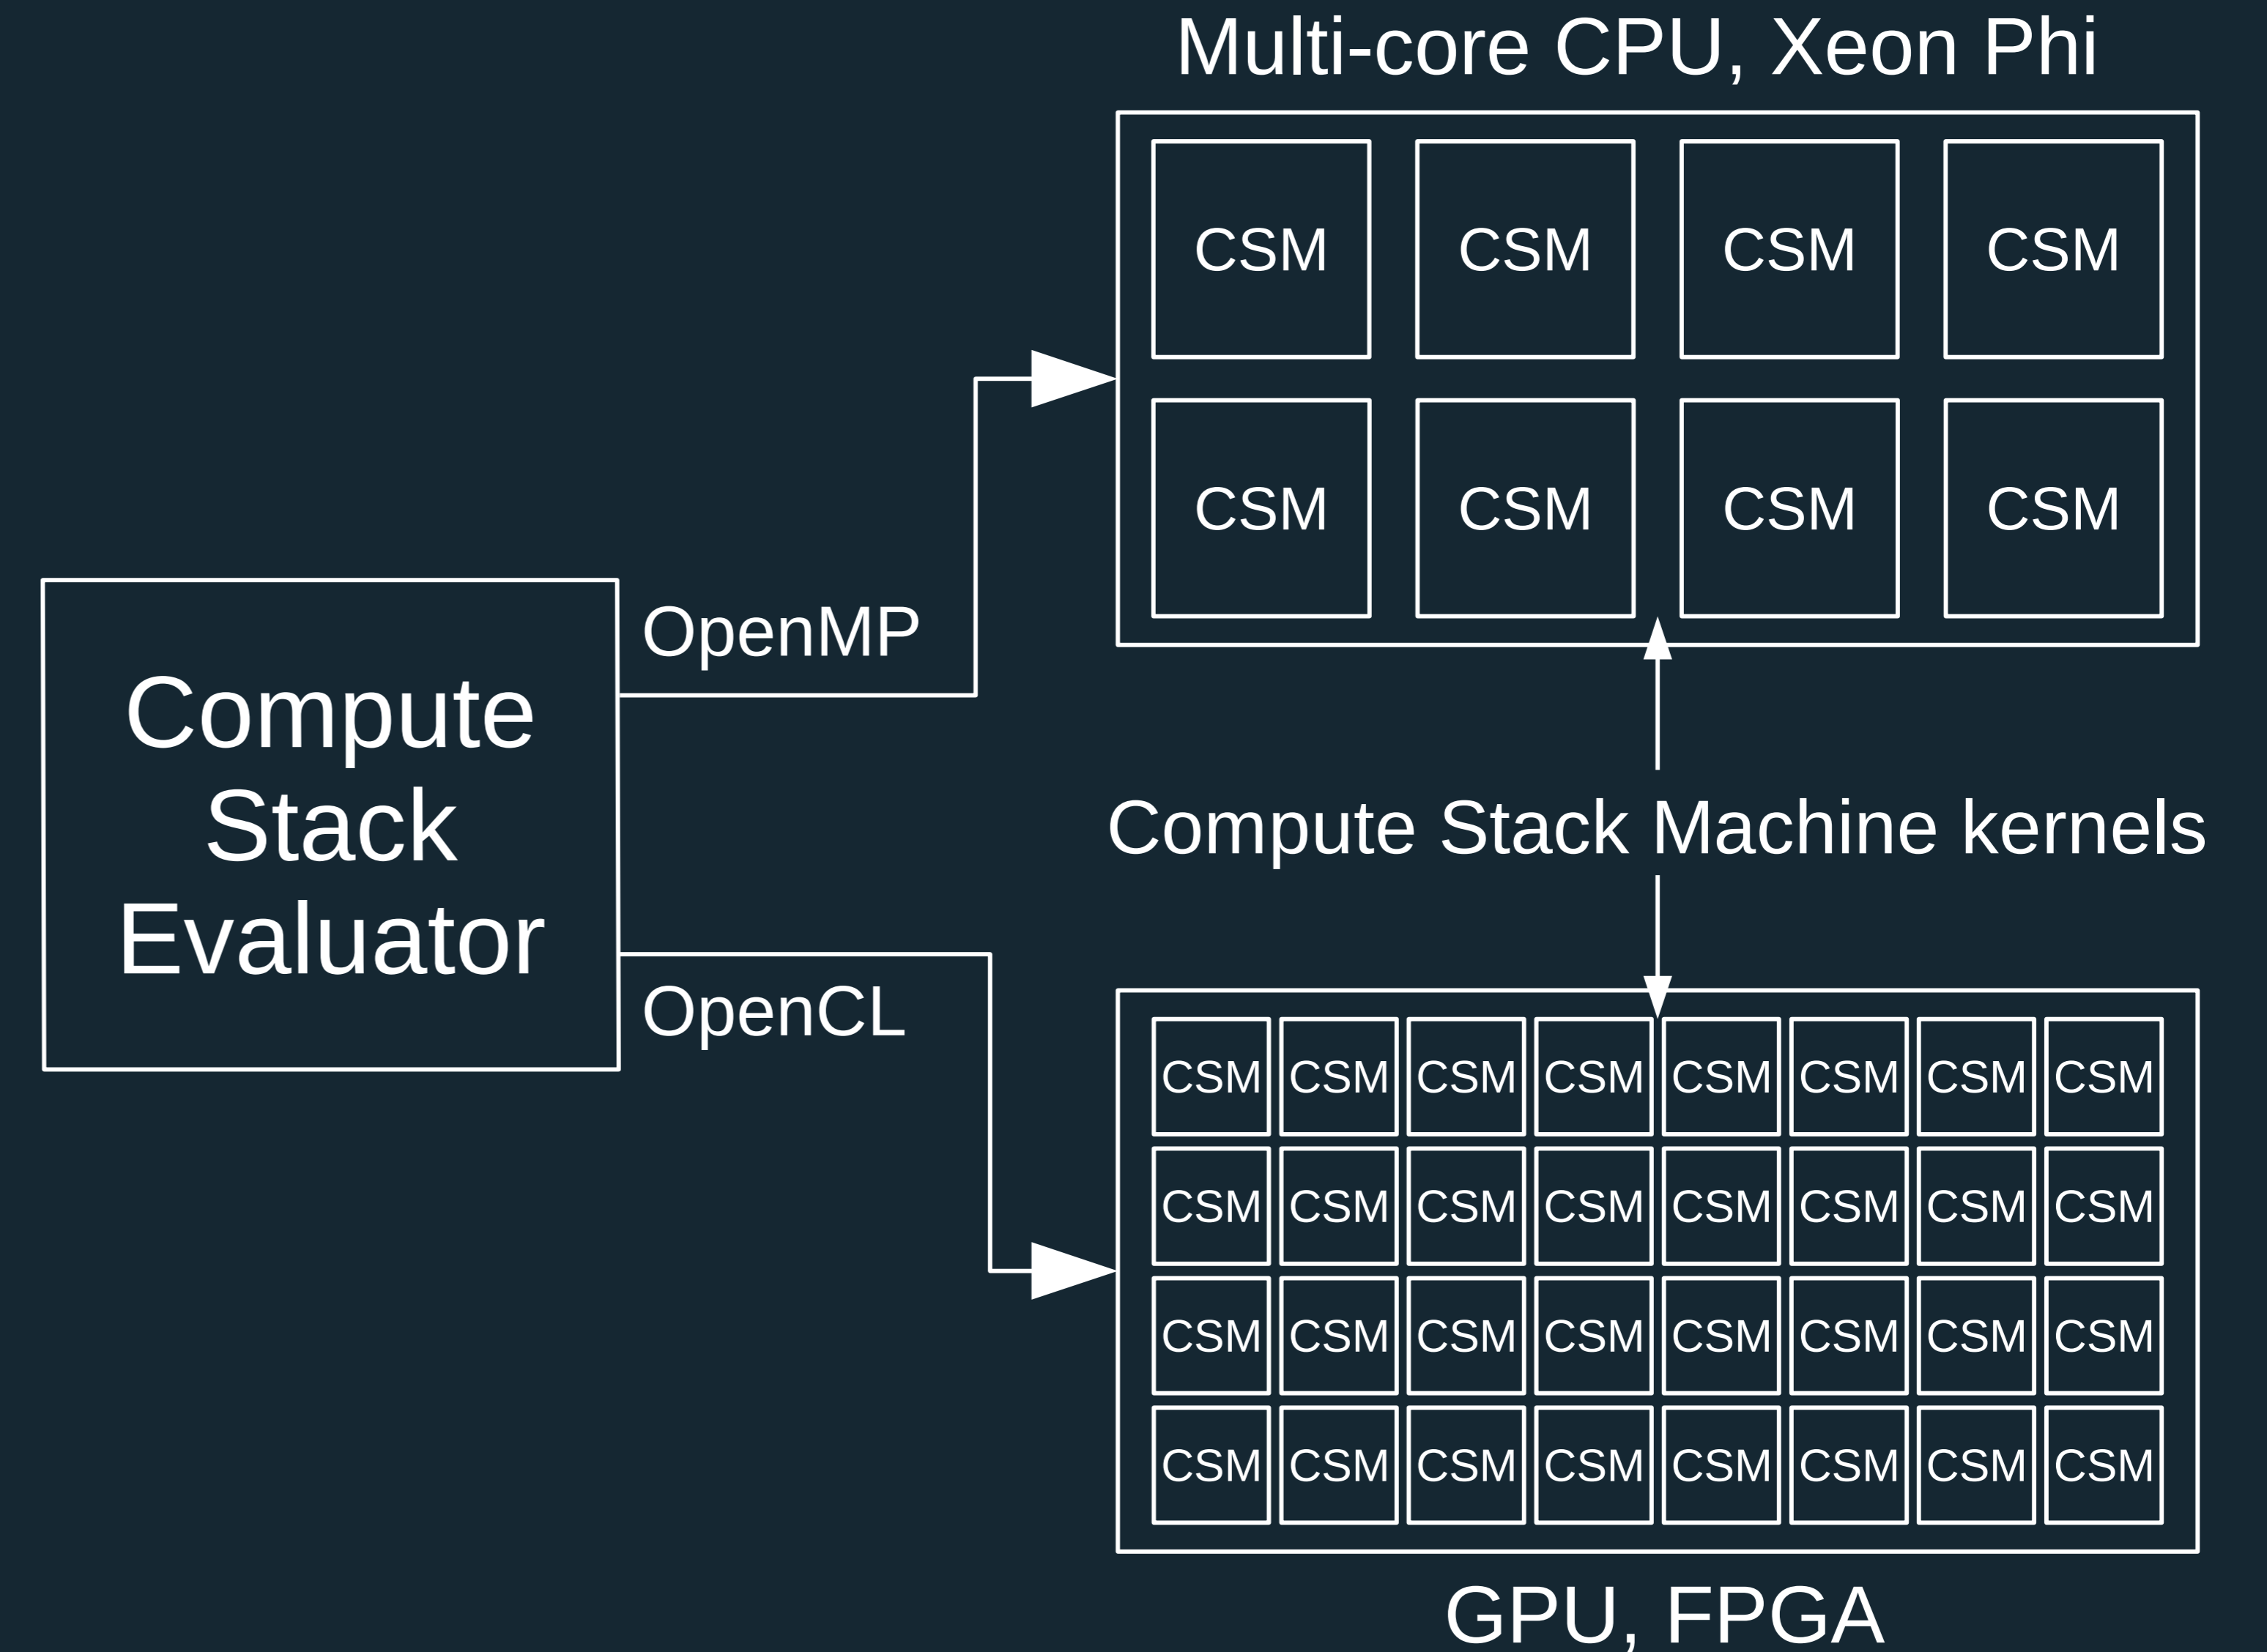 Multi-core CPU, Xeon Phi
CSM CSM CSM CSM
CSM CSM CSM CSM
OpenMP
Compute
Stack
Evaluator
Compute Stack Machine kernels
OpenCL
CSM CSM CSM CSM CSM CSM CSM CSM
CSM CSM CSM CSM CSM CSM CSM CSM
CSM CSM CSM CSM CSM CSM CSM CSM
CSM CSM CSM CSM CSM CSM CSM CSM
GPU, FPGA